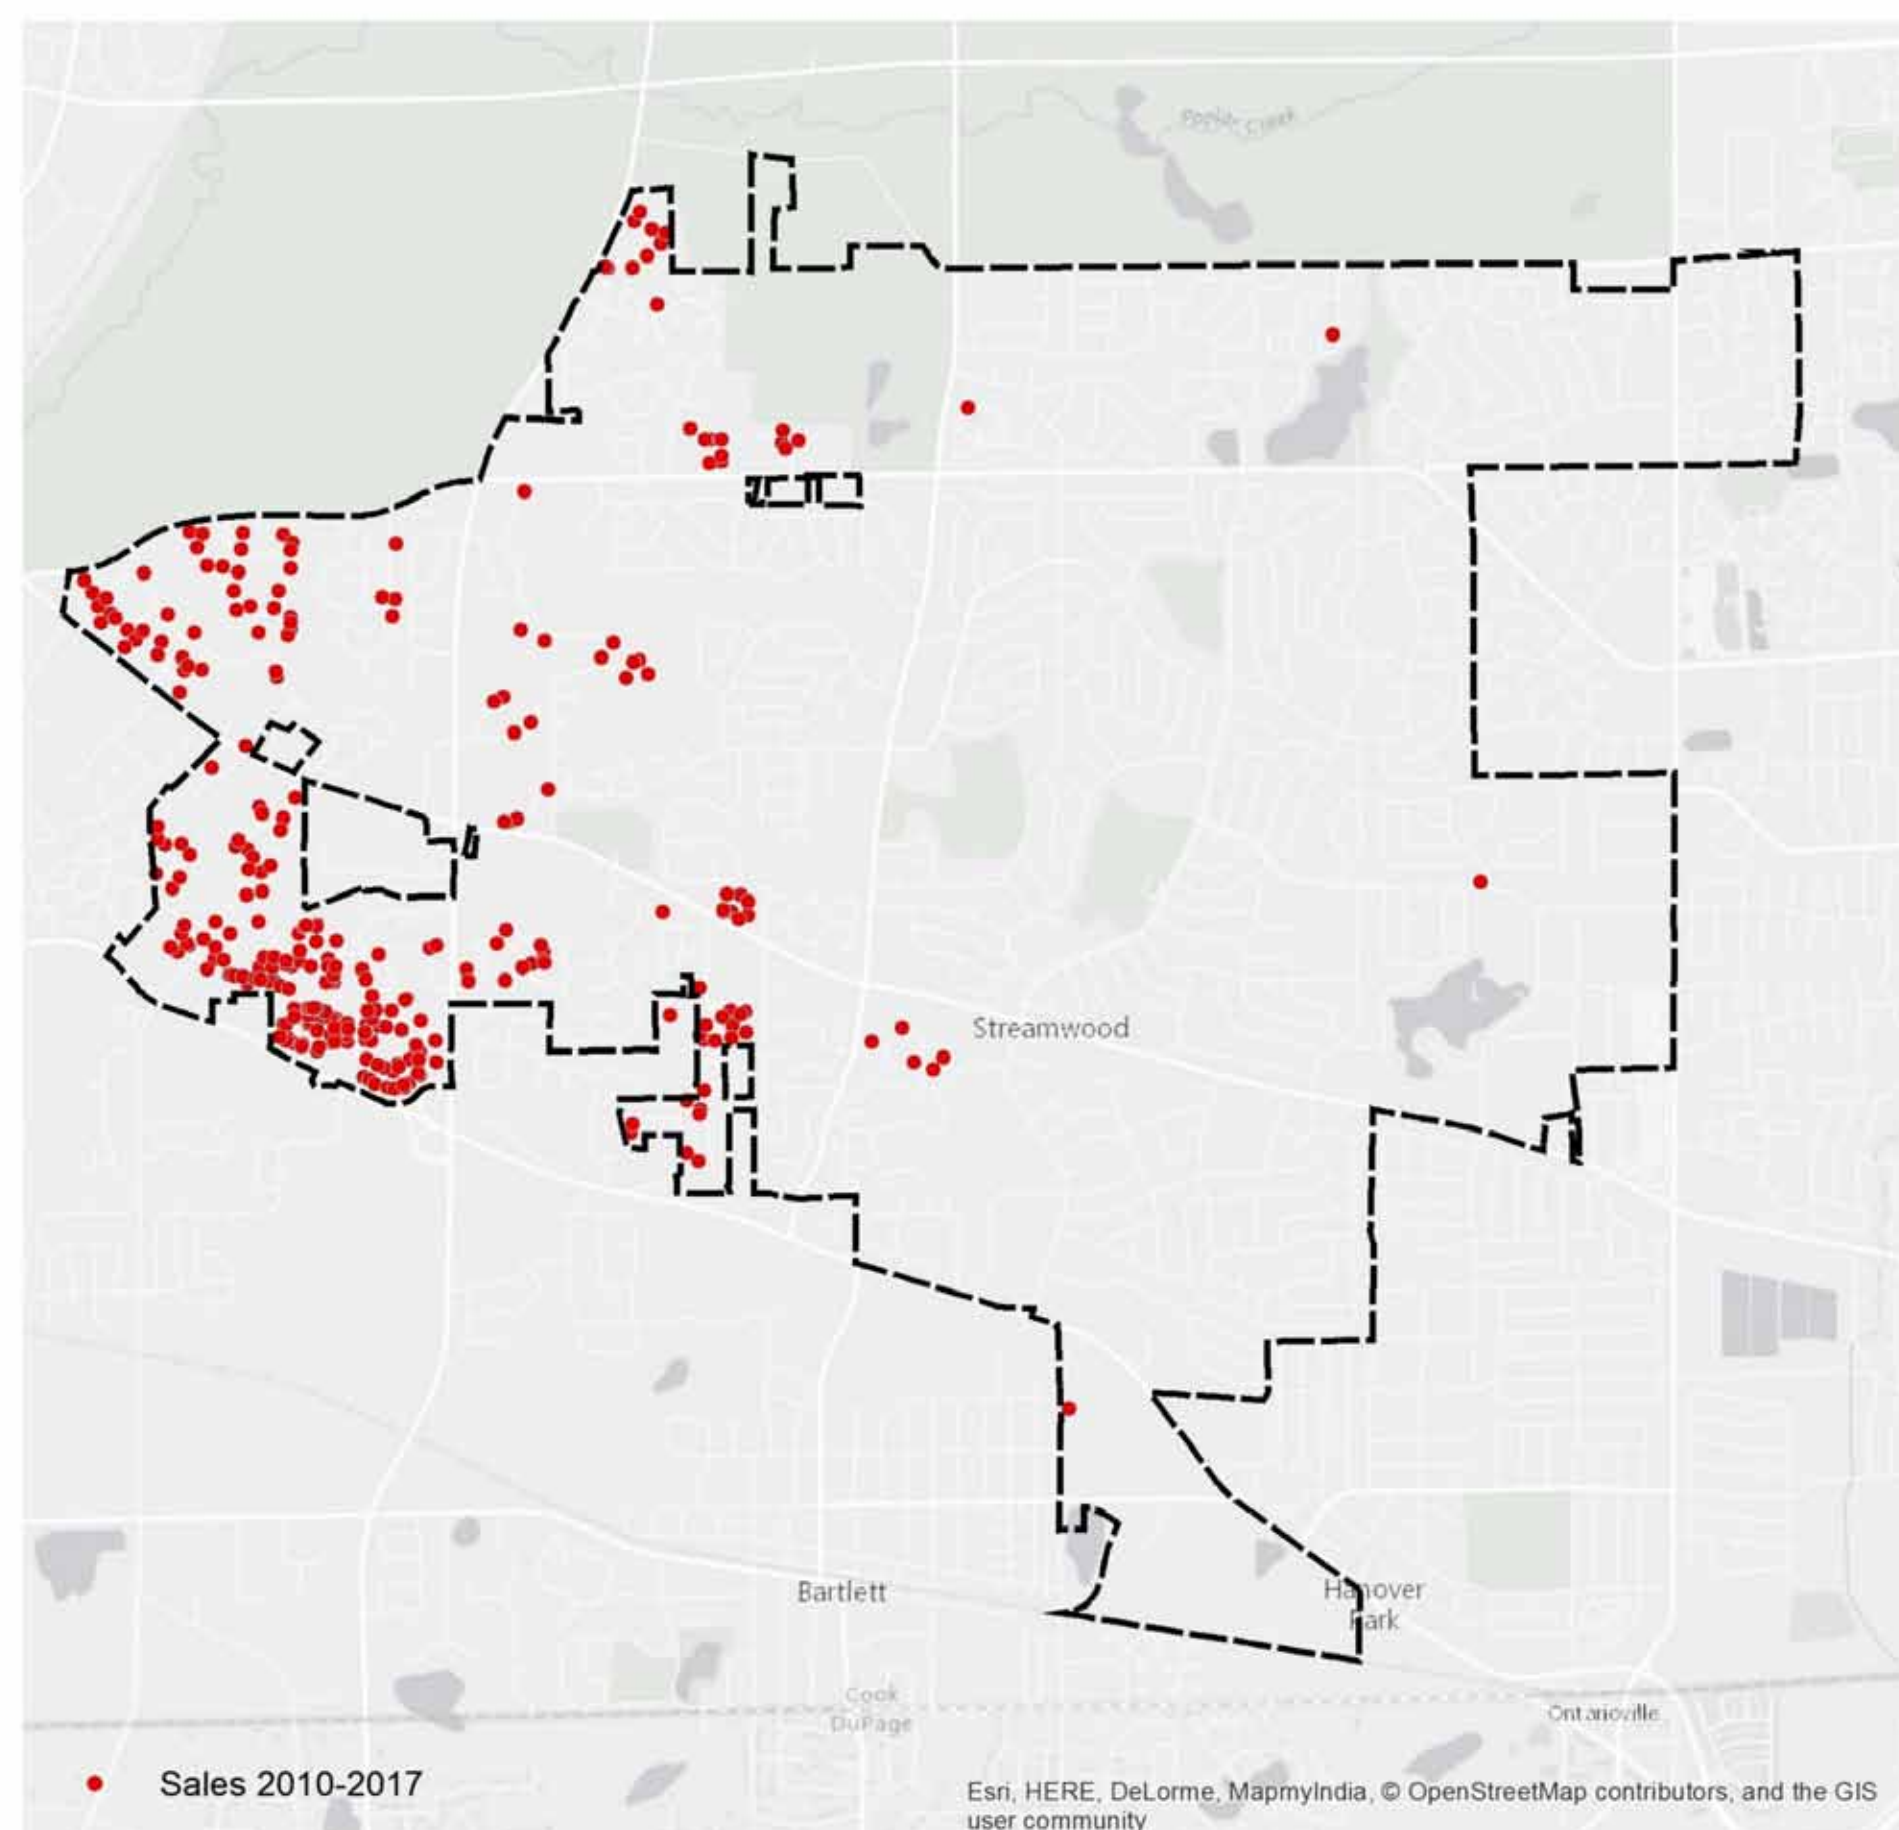 Streamwood
Bartlett
Hanover
Park
Cook
DuPage
Ontarioville
Sales 2010-2017
Esri, HERE, DeLorme, MapmyIndia, © OpenStreetMap contributors, and the GIS
user community